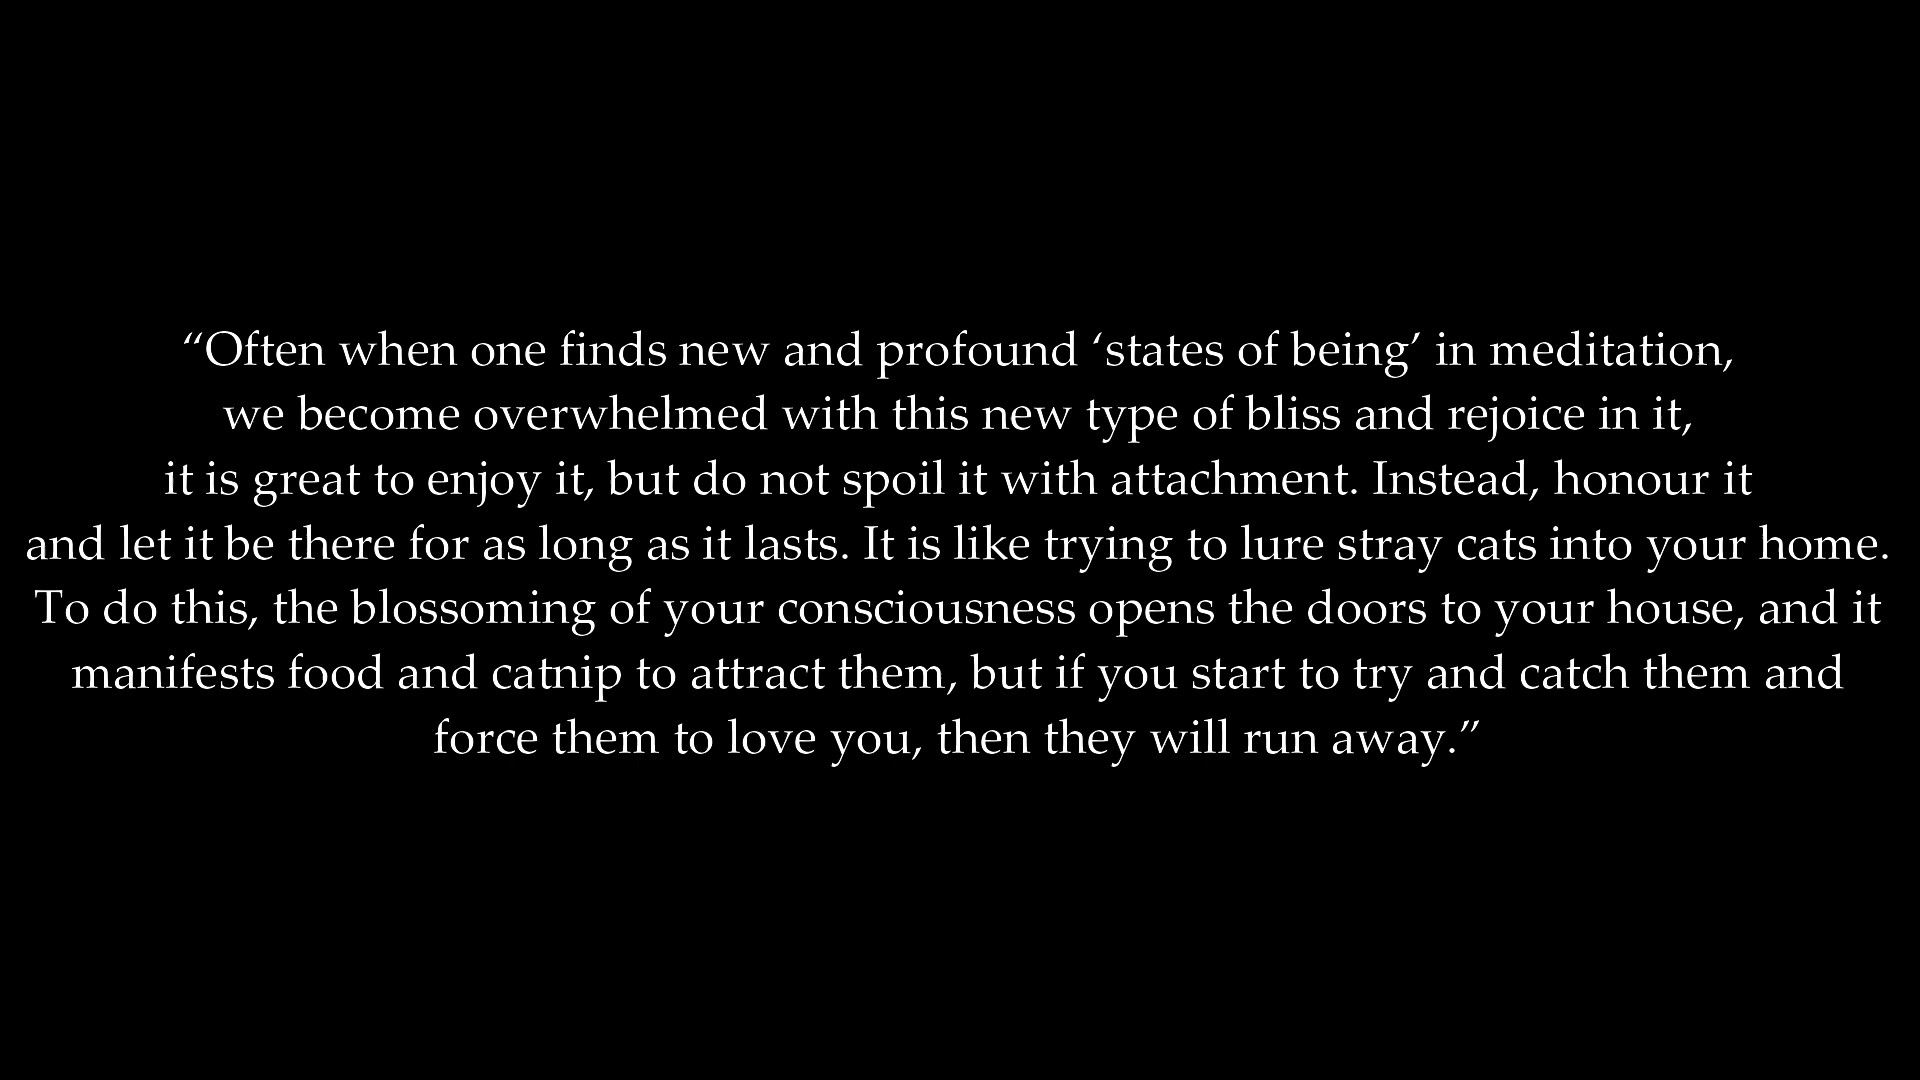 “Often when one finds new and profound ‘states of being’ in meditation,
we become overwhelmed with this new type of bliss and rejoice in it,
it is great to enjoy it, but do not spoil it with attachment. Instead, honour it
and let it be there for as long as it lasts. It is like trying to lure stray cats into your home.
To do this, the blossoming of your consciousness opens the doors to your house, and it
manifests food and catnip to attract them, but if you start to try and catch them and
force them to love you, then they will run away.”